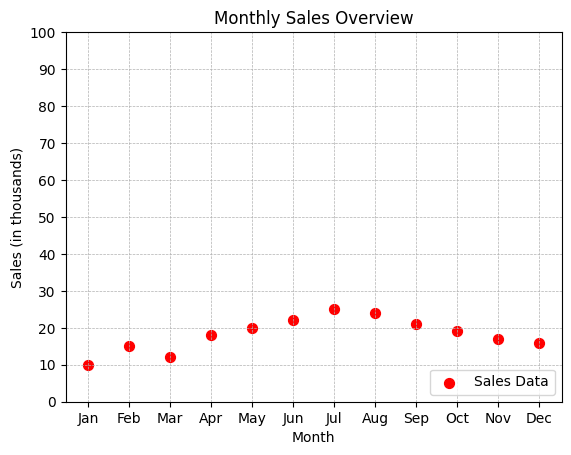 Monthly Sales Overview
100
90
80
70
60
50
40
30
20
10
0
Sales (in thousands)
Sales Data
Jan Feb Mar Apr May Jun Jul Aug Sep Oct Nov Dec
Month